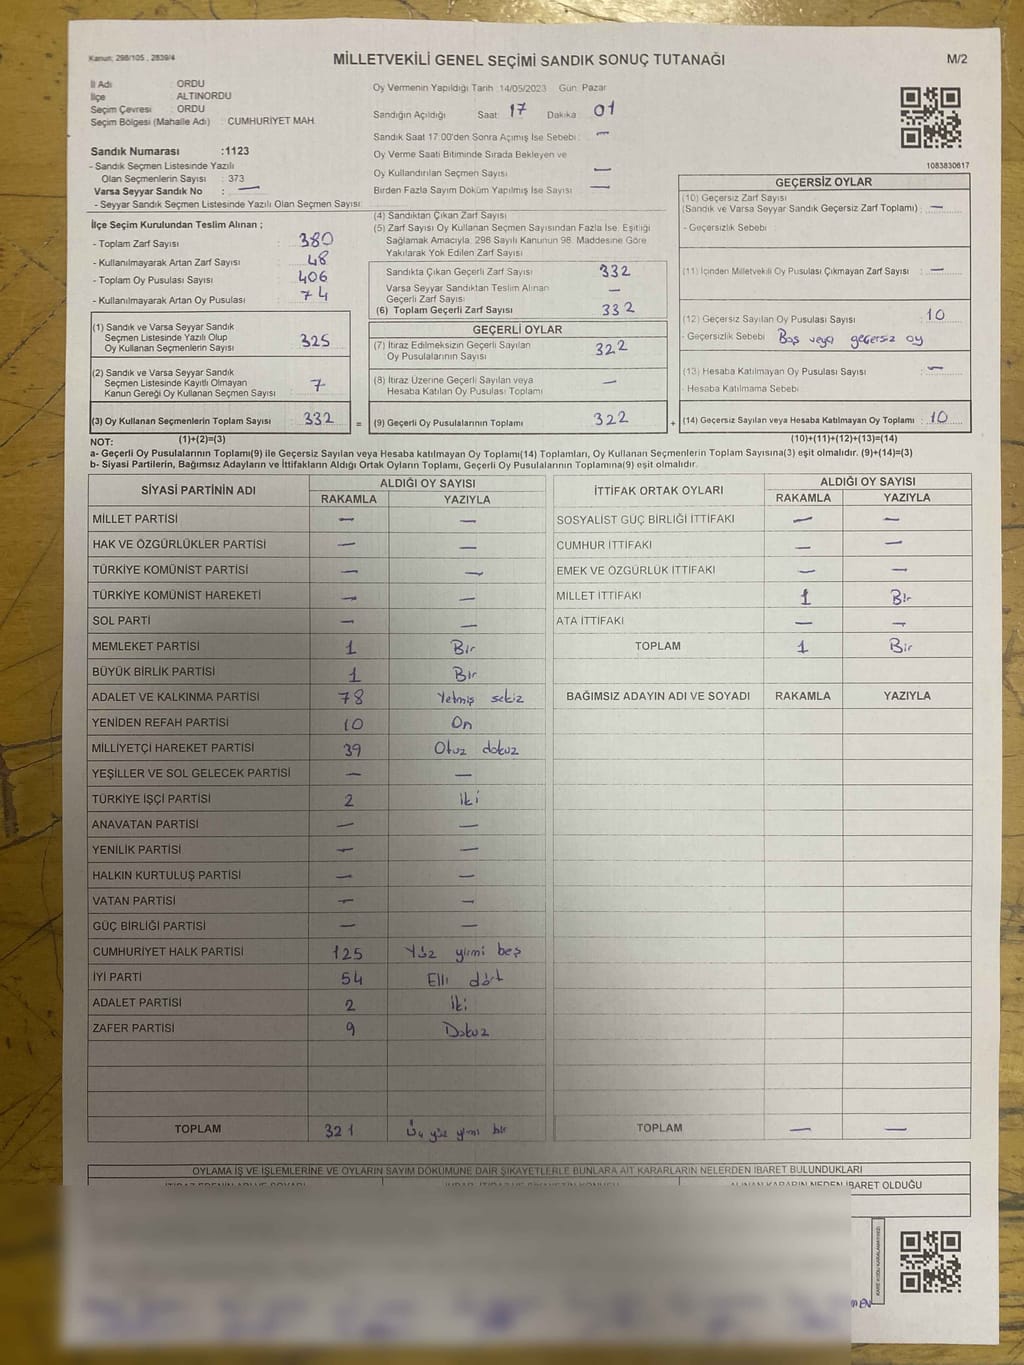 Kanun: 298/105 , 2839/4
MİLLETVEKİLİ GENEL SEÇİMİ SANDIK SONUÇ TUTANAĞI
M/2
İl Adı : ORDU
İlçe : ALTINORDU
Seçim Çevresi : ORDU
Seçim Bölgesi (Mahalle Adı) : CUMHURİYET MAH.
Sandık Numarası :1123
- Sandık Seçmen Listesinde Yazılı
Olan Seçmenlerin Sayısı : 373
Varsa Seyyar Sandık No : —
- Seyyar Sandık Seçmen Listesinde Yazılı Olan Seçmen Sayısı:
Oy Vermenin Yapıldığı Tarih 14/05/2023 Gün: Pazar
Sandığın Açıldığı Saat: 17 Dakika: 01
Sandık Saat 17.00'den Sonra Açımış İse Sebebi : —
Oy Verme Saati Bitiminde Sırada Bekleyen ve
Oy Kullandırılan Seçmen Sayısı —
Birden Fazla Sayım Döküm Yapılmış İse Sayısı —
1083830617
İlçe Seçim Kurulundan Teslim Alınan ;
- Toplam Zarf Sayısı : 380
- Kullanılmayarak Artan Zarf Sayısı : 48
- Toplam Oy Pusulası Sayısı : 406
- Kullanılmayarak Artan Oy Pusulası : 74
(1) Sandık ve Varsa Seyyar Sandık
Seçmen Listesinde Yazılı Olup
Oy Kullanan Seçmenlerin Sayısı : 325
(2) Sandık ve Varsa Seyyar Sandık
Seçmen Listesinde Kayıtlı Olmayan
Kanun Gereği Oy Kullanan Seçmen Sayısı : 7
(3) Oy Kullanan Seçmenlerin Toplam Sayısı : 332 =
(4) Sandıktan Çıkan Zarf Sayısı
(5) Zarf Sayısı Oy Kullanan Seçmen Sayısından Fazla İse, Eşitliği
Sağlamak Amacıyla; 298 Sayılı Kanunun 98. Maddesine Göre
Yakılarak Yok Edilen Zarf Sayısı
Sandıkta Çıkan Geçerli Zarf Sayısı 332
Varsa Seyyar Sandıktan Teslim Alınan
Geçerli Zarf Sayısı —
(6) Toplam Geçerli Zarf Sayısı 332
GEÇERLİ OYLAR
(7) İtiraz Edilmeksizin Geçerli Sayılan
Oy Pusulalarının Sayısı 322
(8) İtiraz Üzerine Geçerli Sayılan veya
Hesaba Katılan Oy Pusulası Toplamı —
(9) Geçerli Oy Pusulalarının Toplamı 322 +
GEÇERSİZ OYLAR
(10) Geçersiz Zarf Sayısı
(Sandık ve Varsa Seyyar Sandık Geçersiz Zarf Toplamı) : —
- Geçersizlik Sebebi
(11) İçinden Milletvekili Oy Pusulası Çıkmayan Zarf Sayısı : —
(12) Geçersiz Sayılan Oy Pusulası Sayısı : 10
- Geçersizlik Sebebi : Boş veya geçersiz oy
(13) Hesaba Katılmayan Oy Pusulası Sayısı : —
- Hesaba Katılmama Sebebi
(14) Geçersiz Sayılan veya Hesaba Katılmayan Oy Toplamı : 10
NOT: (1)+(2)=(3) (10)+(11)+(12)+(13)=(14)
a- Geçerli Oy Pusulalarının Toplamı(9) ile Geçersiz Sayılan veya Hesaba katılmayan Oy Toplamı(14) Toplamları, Oy Kullanan Seçmenlerin Toplam Sayısına(3) eşit olmalıdır. (9)+(14)=(3)
b- Siyasi Partilerin, Bağımsız Adayların ve İttifakların Aldığı Ortak Oyların Toplamı, Geçerli Oy Pusulalarının Toplamına(9) eşit olmalıdır.
SİYASİ PARTİNİN ADI ALDIĞI OY SAYISI
RAKAMLA YAZIYLA
MİLLET PARTİSİ — —
HAK VE ÖZGÜRLÜKLER PARTİSİ — —
TÜRKİYE KOMÜNİST PARTİSİ — —
TÜRKİYE KOMÜNİST HAREKETİ — —
SOL PARTİ — —
MEMLEKET PARTİSİ 1 Bir
BÜYÜK BİRLİK PARTİSİ 1 Bir
ADALET VE KALKINMA PARTİSİ 78 Yetmiş sekiz
YENİDEN REFAH PARTİSİ 10 On
MİLLİYETÇİ HAREKET PARTİSİ 39 Otuz dokuz
YEŞİLLER VE SOL GELECEK PARTİSİ — —
TÜRKİYE İŞÇİ PARTİSİ 2 İki
ANAVATAN PARTİSİ — —
YENİLİK PARTİSİ — —
HALKIN KURTULUŞ PARTİSİ — —
VATAN PARTİSİ — —
GÜÇ BİRLİĞİ PARTİSİ — —
CUMHURİYET HALK PARTİSİ 125 Yüz yirmi beş
İYİ PARTİ 54 Elli dört
ADALET PARTİSİ 2 İki
ZAFER PARTİSİ 9 Dokuz
TOPLAM 321 Üç yüz yirmi bir
İTTİFAK ORTAK OYLARI ALDIĞI OY SAYISI
RAKAMLA YAZIYLA
SOSYALİST GÜÇ BİRLİĞİ İTTİFAKI — —
CUMHUR İTTİFAKI — —
EMEK VE ÖZGÜRLÜK İTTİFAKI — —
MİLLET İTTİFAKI 1 Bir
ATA İTTİFAKI — —
TOPLAM 1 Bir
BAĞIMSIZ ADAYIN ADI VE SOYADI RAKAMLA YAZIYLA
TOPLAM — —
OYLAMA İŞ VE İŞLEMLERİNE VE OYLARIN SAYIM DÖKÜMÜNE DAİR ŞİKAYETLERLE BUNLARA AİT KARARLARIN NELERDEN İBARET BULUNDUKLARI
ALINAN KARARIN NEDEN İBARET OLDUĞU